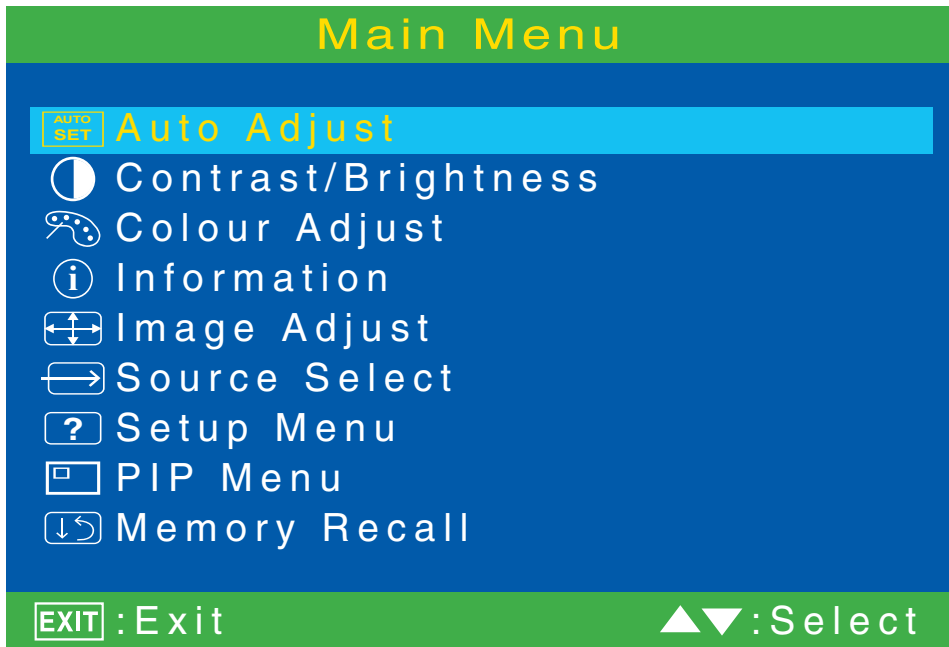 Main Menu
AUTO SET Auto Adjust
Contrast/Brightness
Colour Adjust
i Information
Image Adjust
Source Select
? Setup Menu
PIP Menu
Memory Recall
EXIT :Exit ▲▼:Select